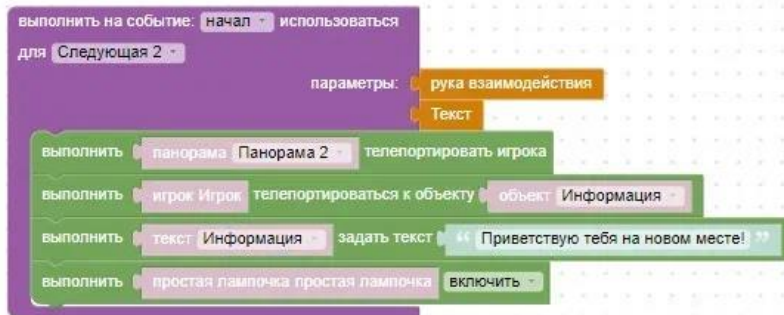 выполнить на событие: начал использоваться
для Следующая 2
параметры: рука взаимодействия
Текст
выполнить панорама Панорама 2 телепортировать игрока
выполнить игрок Игрок телепортироваться к объекту объект Информация
выполнить текст Информация задать текст “ Приветствую тебя на новом месте! ”
выполнить простая лампочка простая лампочка включить